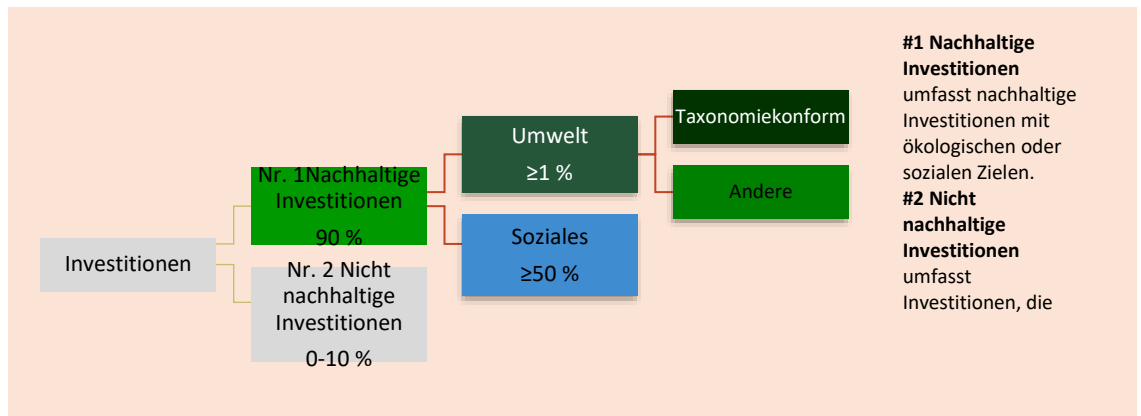 Investitionen
Nr. 1Nachhaltige
Investitionen
90 %
Nr. 2 Nicht
nachhaltige
Investitionen
0-10 %
Umwelt
≥1 %
Soziales
≥50 %
Taxonomiekonform
Andere
#1 Nachhaltige
Investitionen
umfasst nachhaltige
Investitionen mit
ökologischen oder
sozialen Zielen.
#2 Nicht
nachhaltige
Investitionen
umfasst
Investitionen, die